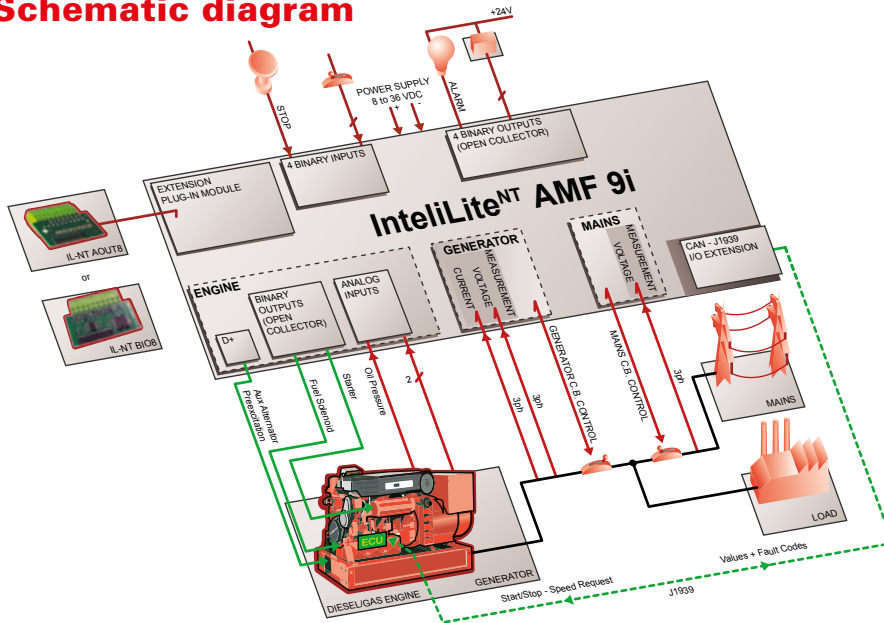 Schematic diagram
+24V
STOP
POWER SUPPLY
8 to 36 VDC
+ -
ALARM
EXTENSION
PLUG-IN MODULE
4 BINARY INPUTS
4 BINARY OUTPUTS
(OPEN COLLECTOR)
InteliLiteNT AMF 9i
IL-NT AOUT8
or
IL-NT BIO8
ENGINE
D+
BINARY
OUTPUTS
(OPEN
COLLECTOR)
ANALOG
INPUTS
GENERATOR
CURRENT
VOLTAGE
MEASUREMENT
MAINS
VOLTAGE
MEASUREMENT
CAN - J1939
I/O EXTENSION
Aux Alternator
Preexcitation
Fuel Solenoid
Starter
Oil Pressure
2
3ph
3ph
GENERATOR C.B. CONTROL
MAINS C.B. CONTROL
3ph
MAINS
LOAD
ECU
DIESEL/GAS ENGINE
GENERATOR
Start/Stop - Speed Request
J1939
Values + Fault Codes